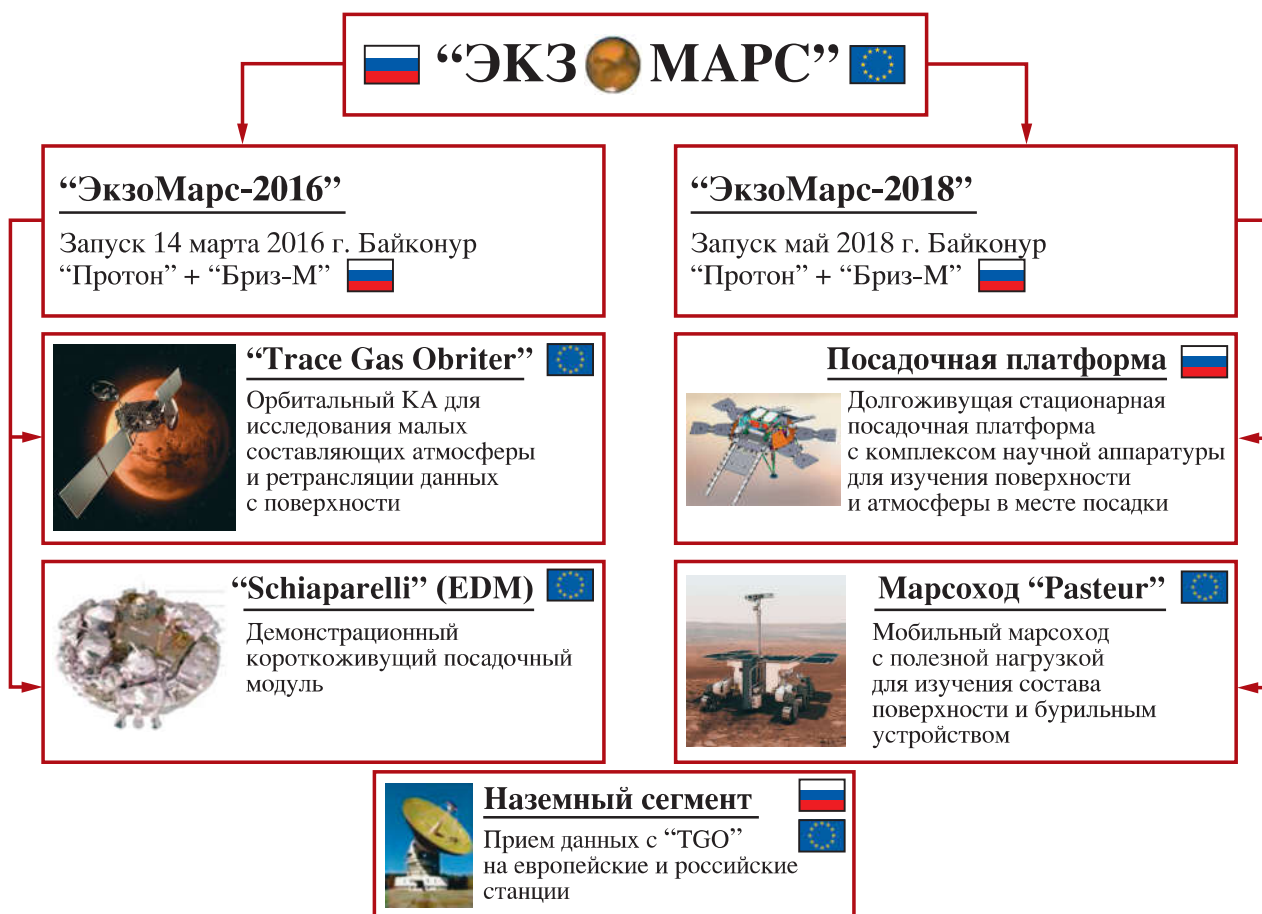 “ЭКЗ МАРС”
“ЭкзоМарс-2016”
Запуск 14 марта 2016 г. Байконур
“Протон” + “Бриз-М”
“Trace Gas Obriter”
Орбитальный КА для
исследования малых
составляющих атмосферы
и ретрансляции данных
с поверхности
“Schiaparelli” (EDM)
Демонстрационный
короткоживущий посадочный
модуль
“ЭкзоМарс-2018”
Запуск май 2018 г. Байконур
“Протон” + “Бриз-М”
Посадочная платформа
Долгоживущая стационарная
посадочная платформа
с комплексом научной аппаратуры
для изучения поверхности
и атмосферы в месте посадки
Марсоход “Pasteur”
Мобильный марсоход
с полезной нагрузкой
для изучения состава
поверхности и бурильным
устройством
Наземный сегмент
Прием данных с “TGO”
на европейские и российские
станции